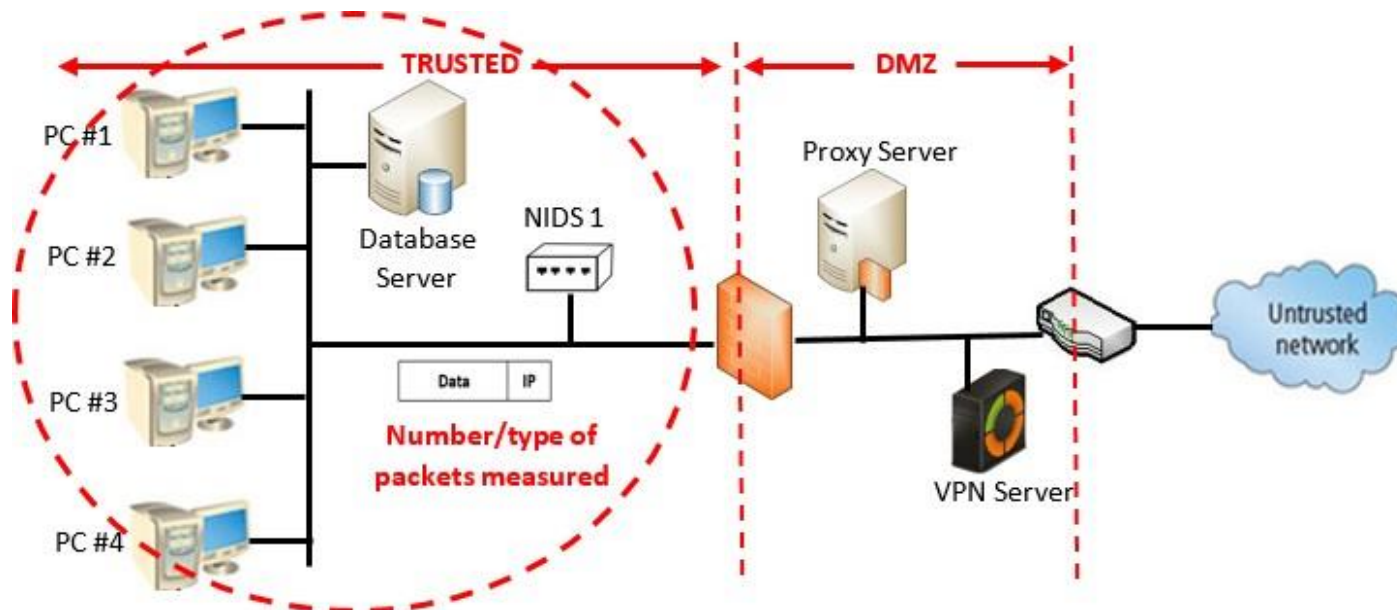 TRUSTED
DMZ
PC #1
PC #2
PC #3
PC #4
Database
Server
NIDS 1
Data
IP
Number/type of
packets measured
Proxy Server
VPN Server
Untrusted
network